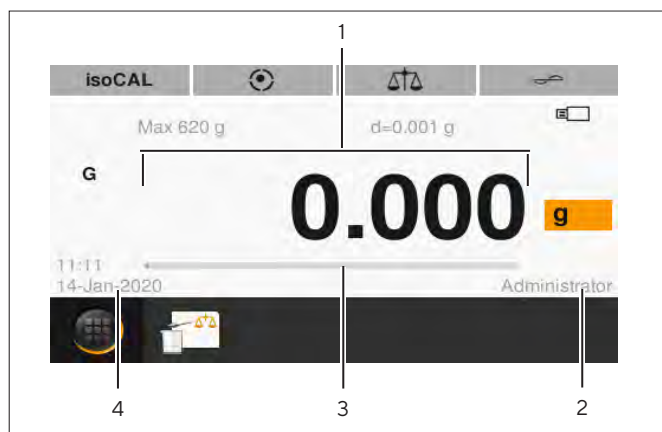 1
isoCAL
Max 620 g d=0.001 g
G
0.000 g
11:11
14-Jan-2020 Administrator
4 3 2